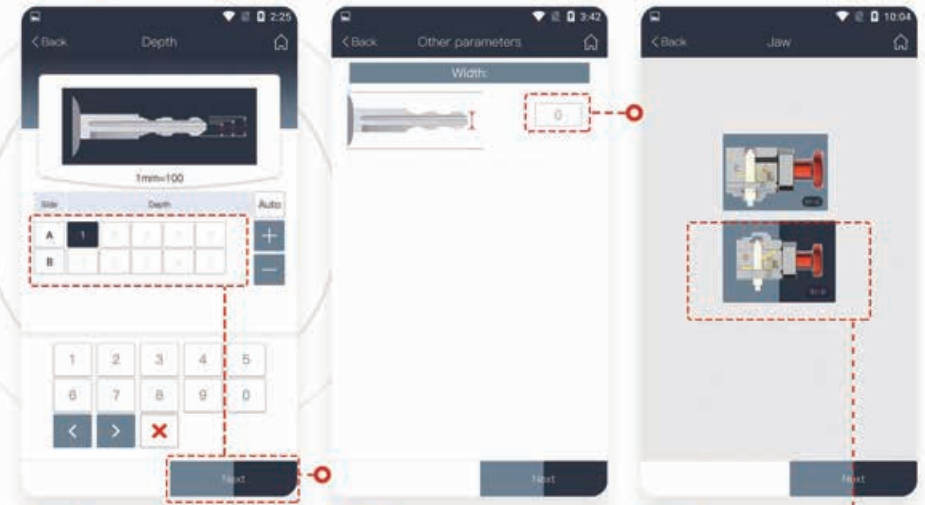 2:25
< Back Depth
1mm=100
Side Depth Auto
A 1
B
+
−
1 2 3 4 5
6 7 8 9 0
< >
Next
3:42
< Back Other parameters
Width:
0
Next
10:04
< Back Jaw
Next